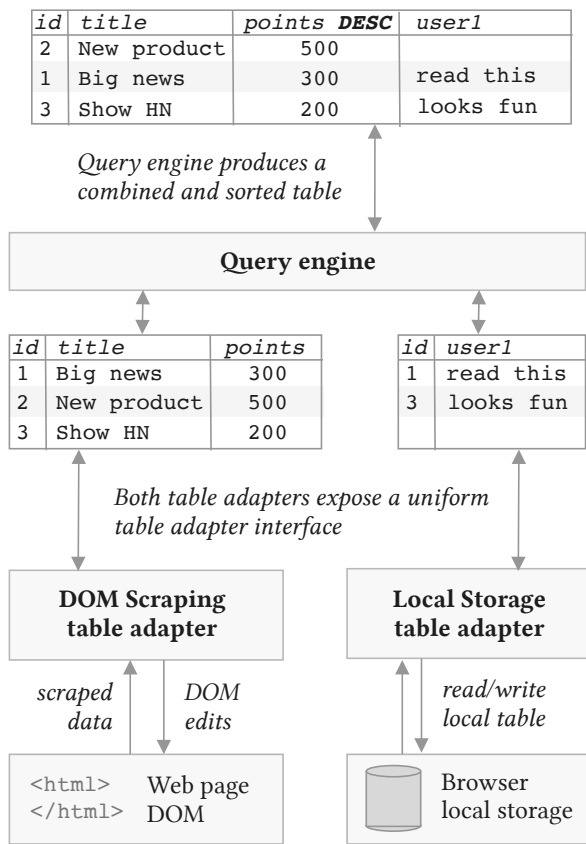 id title points DESC user1
2 New product 500
1 Big news 300 read this
3 Show HN 200 looks fun
Query engine produces a
combined and sorted table
Query engine
id title points
1 Big news 300
2 New product 500
3 Show HN 200
id user1
1 read this
3 looks fun
Both table adapters expose a uniform
table adapter interface
DOM Scraping
table adapter
Local Storage
table adapter
scraped
data
DOM
edits
read/write
local table
<html>
</html>
Web page
DOM
Browser
local storage